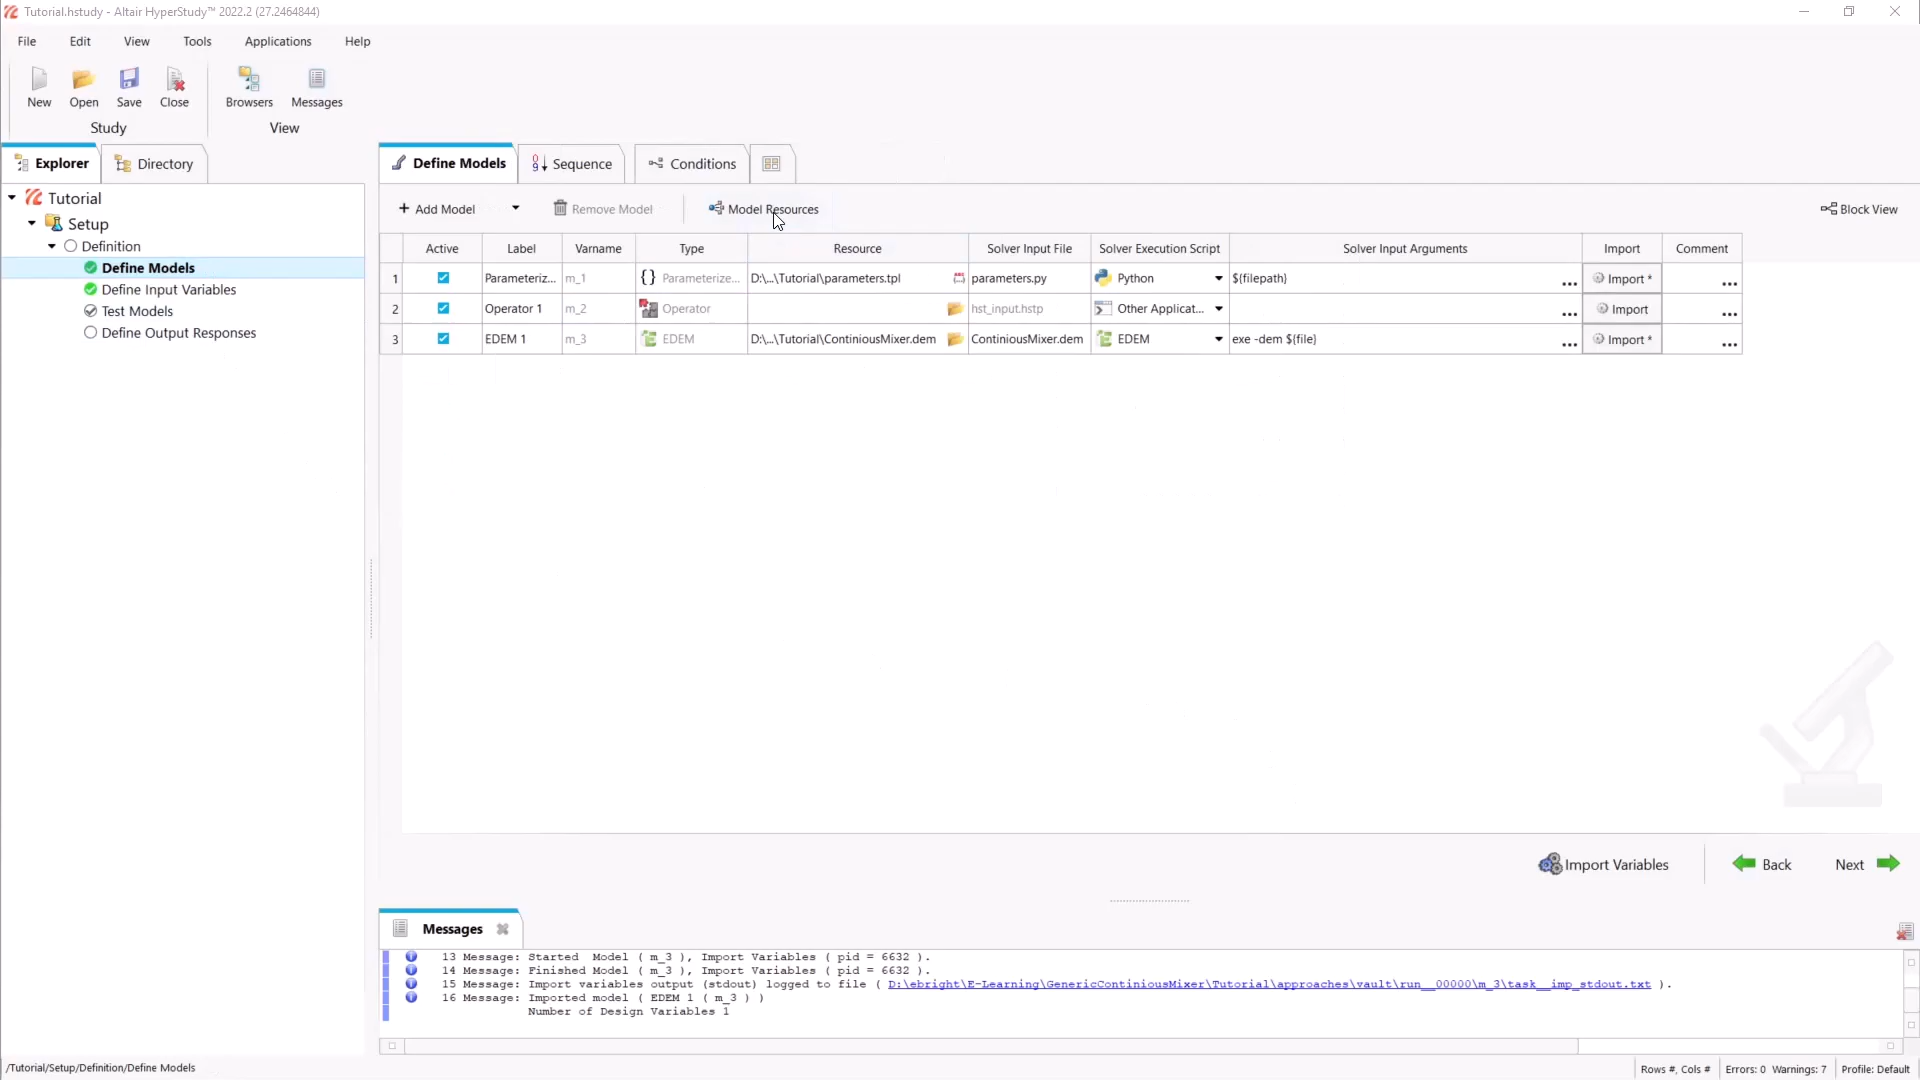 Tutorial.hstudy - Altair HyperStudy™ 2022.2 (27.2464844)
File Edit View Tools Applications Help
New Open Save Close Browsers Messages
Study View
Explorer Directory Define Models Sequence Conditions
Tutorial
Setup
Definition
Define Models
Define Input Variables
Test Models
Define Output Responses
+ Add Model Remove Model Model Resources Block View
Active Label Varname Type Resource Solver Input File Solver Execution Script Solver Input Arguments Import Comment
1 Parameteriz... m_1 {} Parameterize... D:\...\Tutorial\parameters.tpl parameters.py Python ${filepath} ... Import * ...
2 Operator 1 m_2 Operator hst_input.hstp Other Applicat... ... Import ...
3 EDEM 1 m_3 EDEM D:\...\Tutorial\ContiniousMixer.dem ContiniousMixer.dem EDEM exe -dem ${file} ... Import * ...
Import Variables Back Next
Messages
13 Message: Started Model ( m_3 ), Import Variables ( pid = 6632 ).
14 Message: Finished Model ( m_3 ), Import Variables ( pid = 6632 ).
15 Message: Import variables output (stdout) logged to file ( D:\ebright\E-Learning\GenericContiniousMixer\Tutorial\approaches\vault\run__00000\m_3\task__imp_stdout.txt ).
16 Message: Imported model ( EDEM 1 ( m_3 ) )
Number of Design Variables 1
/Tutorial/Setup/Definition/Define Models Rows #, Cols # Errors: 0 Warnings: 7 Profile: Default